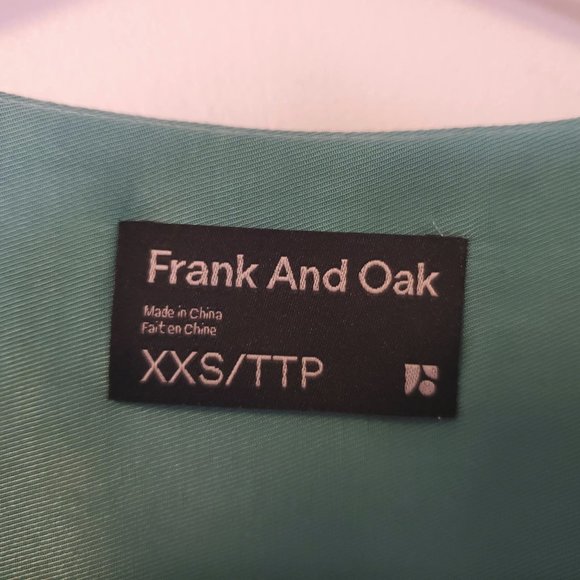 Frank And Oak
Made in China
Fait en Chine
XXS/TTP